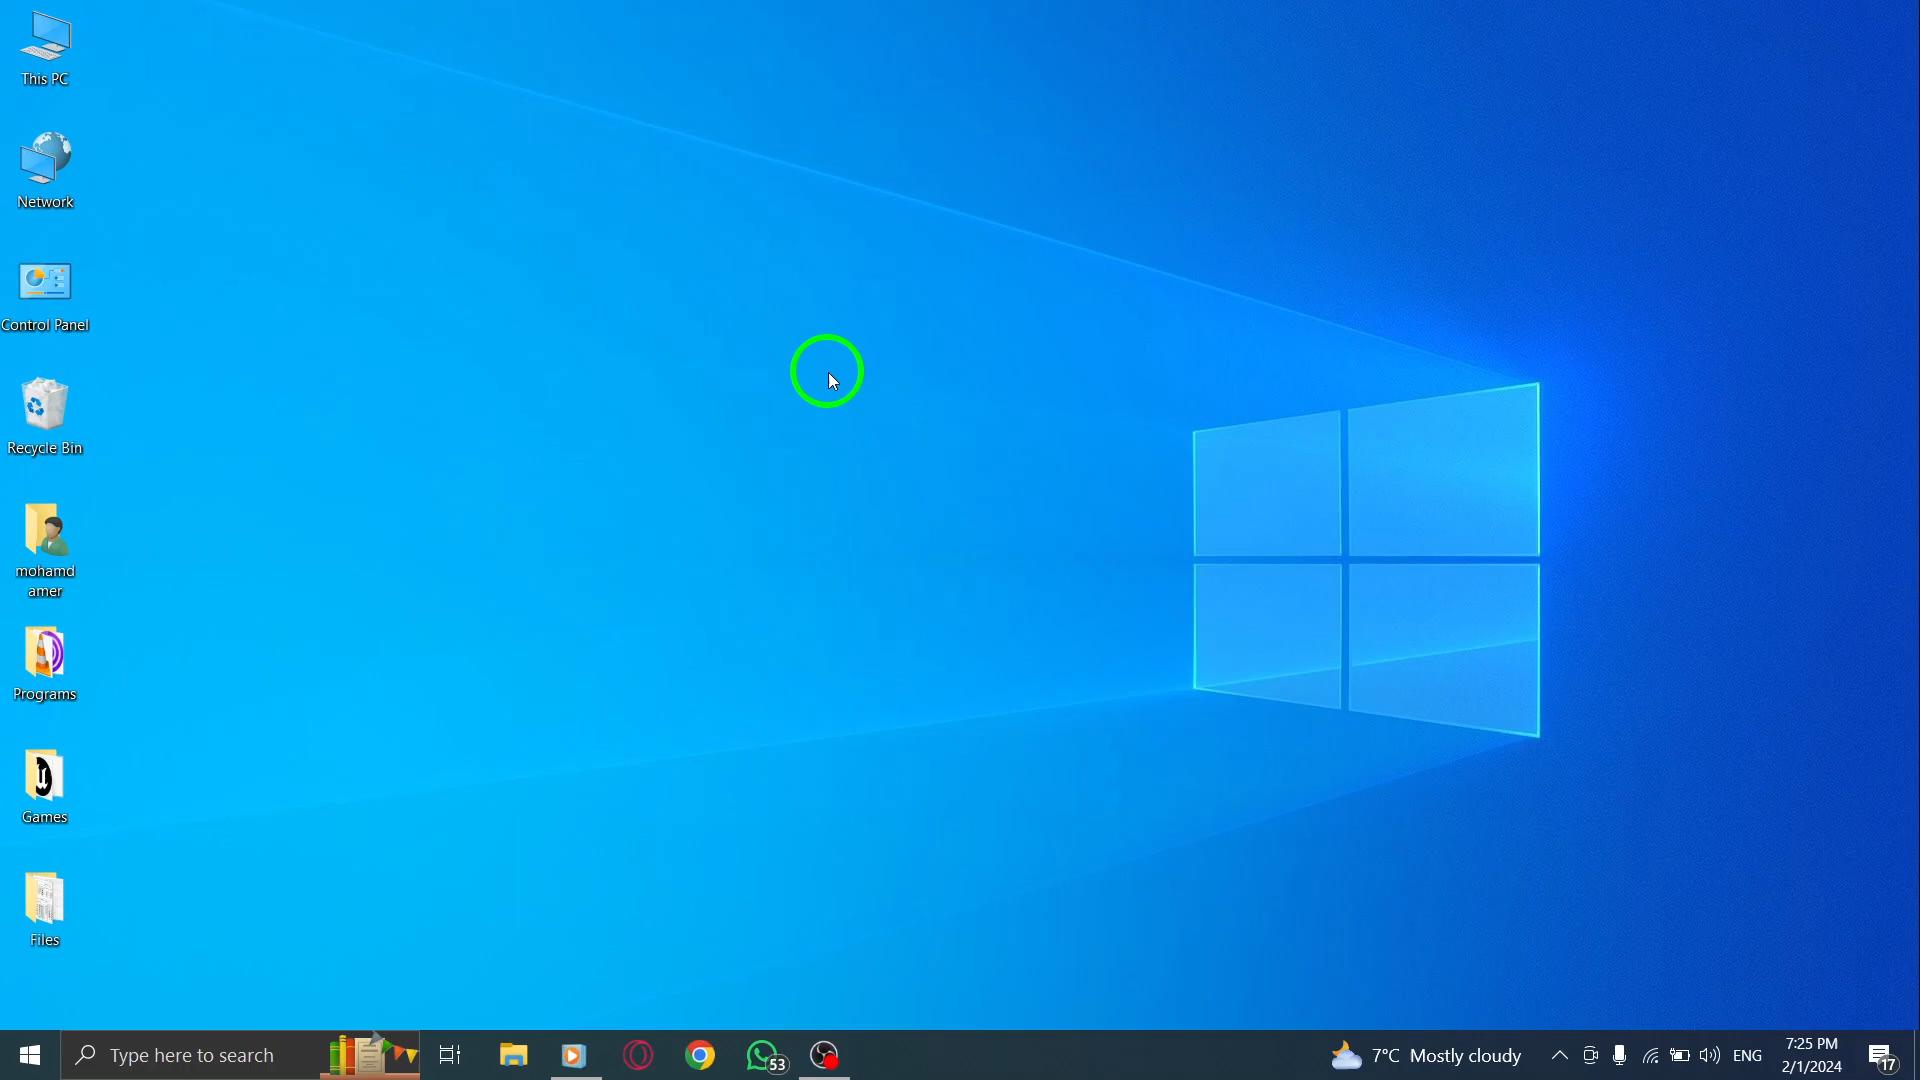 This PC
Network
Control Panel
Recycle Bin
mohamd
amer
Programs
Games
Files
Type here to search
53
7°C Mostly cloudy
ENG
7:25 PM
2/1/2024
17